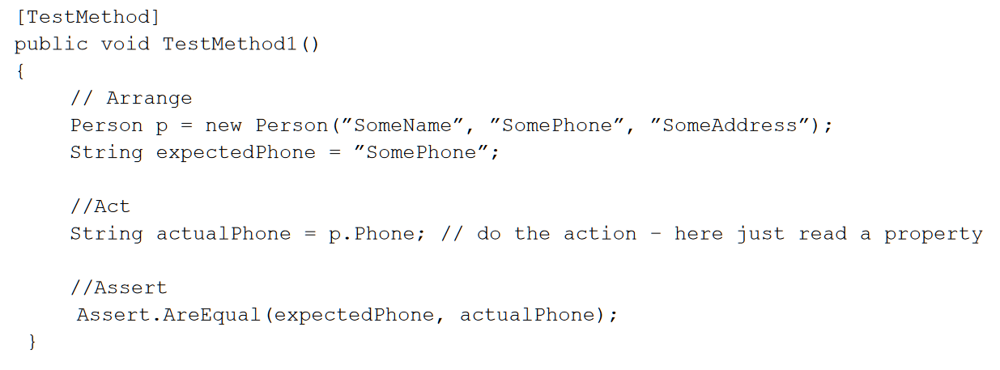 [TestMethod]
public void TestMethod1()
{
// Arrange
Person p = new Person(”SomeName”, ”SomePhone”, ”SomeAddress”);
String expectedPhone = ”SomePhone”;
//Act
String actualPhone = p.Phone; // do the action – here just read a property
//Assert
Assert.AreEqual(expectedPhone, actualPhone);
}